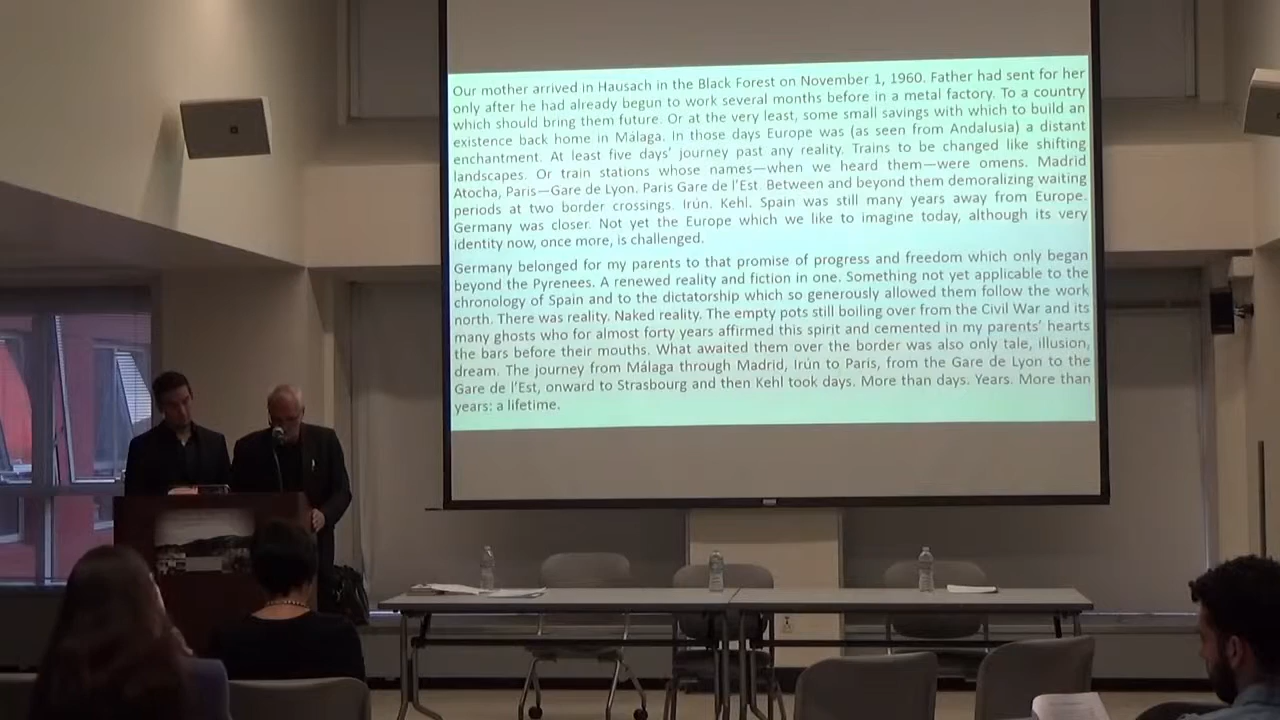 Our mother arrived in Hausach in the Black Forest on November 1, 1960. Father had sent for her
only after he had already begun to work several months before in a metal factory. To a country
which should bring them future. Or at the very least, some small savings with which to build an
existence back home in Málaga. In those days Europe was (as seen from Andalusia) a distant
enchantment. At least five days' journey past any reality. Trains to be changed like shifting
landscapes. Or train stations whose names—when we heard them—were omens. Madrid
Atocha, Paris—Gare de Lyon. Paris Gare de l'Est. Between and beyond them demoralizing waiting
periods at two border crossings. Irún. Kehl. Spain was still many years away from Europe.
Germany was closer. Not yet the Europe which we like to imagine today, although its very
identity now, once more, is challenged.
Germany belonged for my parents to that promise of progress and freedom which only began
beyond the Pyrenees. A renewed reality and fiction in one. Something not yet applicable to the
chronology of Spain and to the dictatorship which so generously allowed them follow the work
north. There was reality. Naked reality. The empty pots still boiling over from the Civil War and its
many ghosts who for almost forty years affirmed this spirit and cemented in my parents' hearts
the bars before their mouths. What awaited them over the border was also only tale, illusion,
dream. The journey from Málaga through Madrid, Irún to Paris, from the Gare de Lyon to the
Gare de l'Est, onward to Strasbourg and then Kehl took days. More than days. Years. More than
years: a lifetime.